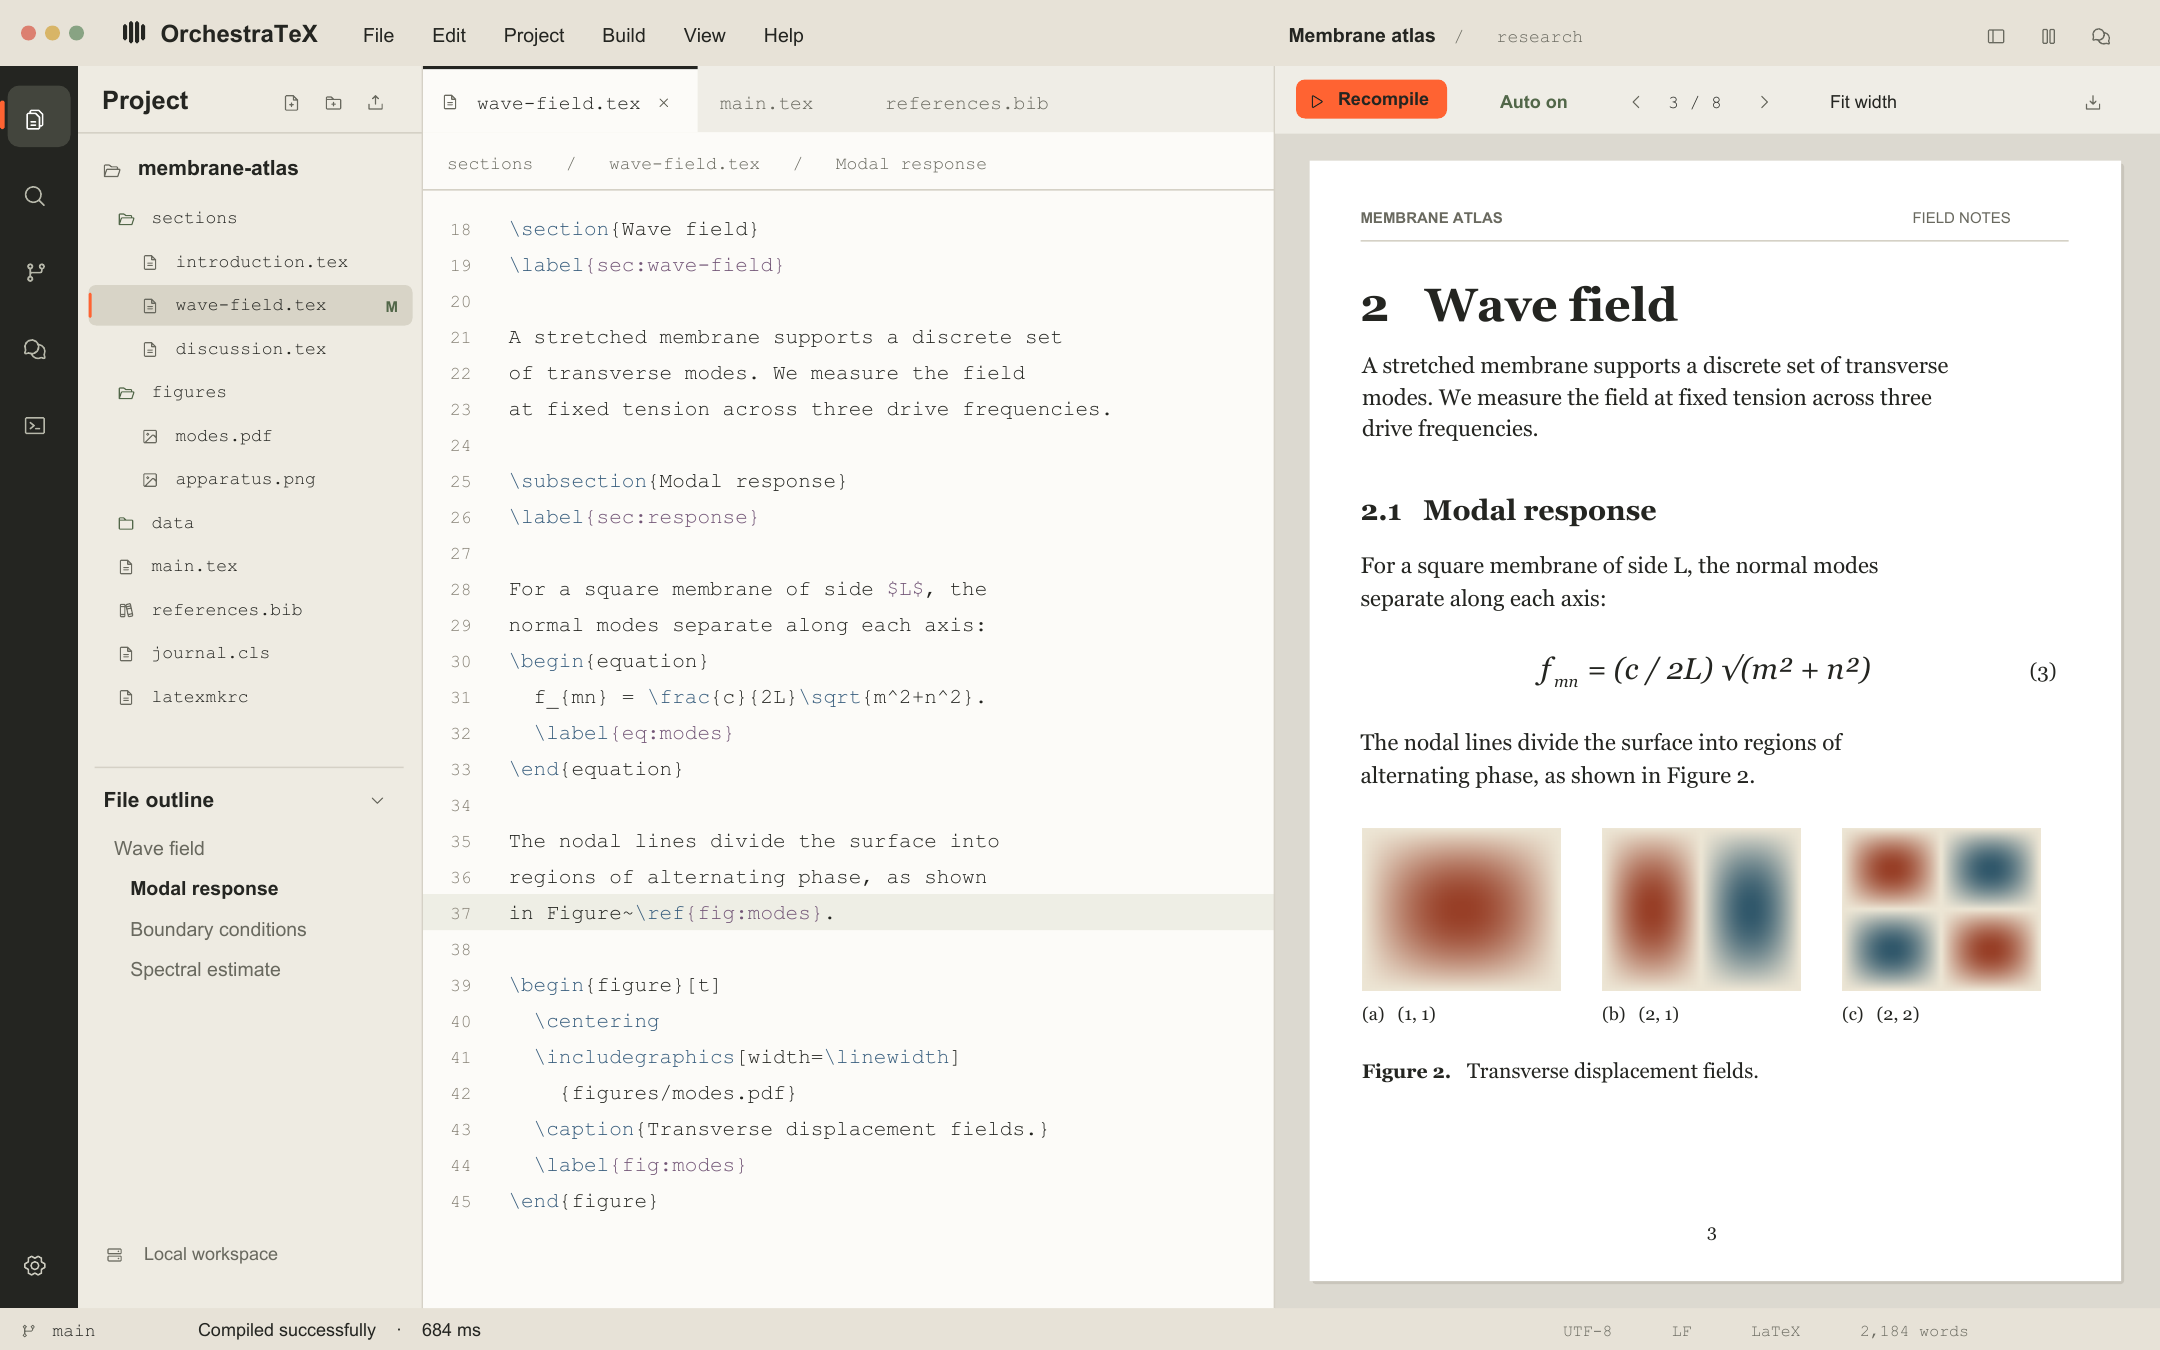 OrchestraTeX File Edit Project Build View Help Membrane atlas / research
Project
membrane-atlas
sections
introduction.tex
wave-field.tex M
discussion.tex
figures
modes.pdf
apparatus.png
data
main.tex
references.bib
journal.cls
latexmkrc
File outline
Wave field
Modal response
Boundary conditions
Spectral estimate
Local workspace
wave-field.tex × main.tex references.bib
sections / wave-field.tex / Modal response
18 \section{Wave field}
19 \label{sec:wave-field}
20
21 A stretched membrane supports a discrete set
22 of transverse modes. We measure the field
23 at fixed tension across three drive frequencies.
24
25 \subsection{Modal response}
26 \label{sec:response}
27
28 For a square membrane of side $L$, the
29 normal modes separate along each axis:
30 \begin{equation}
31 f_{mn} = \frac{c}{2L}\sqrt{m^2+n^2}.
32 \label{eq:modes}
33 \end{equation}
34
35 The nodal lines divide the surface into
36 regions of alternating phase, as shown
37 in Figure~\ref{fig:modes}.
38
39 \begin{figure}[t]
40 \centering
41 \includegraphics[width=\linewidth]
42 {figures/modes.pdf}
43 \caption{Transverse displacement fields.}
44 \label{fig:modes}
45 \end{figure}
Recompile Auto on 3 / 8 Fit width
MEMBRANE ATLAS FIELD NOTES
2 Wave field
A stretched membrane supports a discrete set of transverse
modes. We measure the field at fixed tension across three
drive frequencies.
2.1 Modal response
For a square membrane of side L, the normal modes
separate along each axis:
f mn = (c / 2L) √(m² + n²) (3)
The nodal lines divide the surface into regions of
alternating phase, as shown in Figure 2.
(a) (1, 1) (b) (2, 1) (c) (2, 2)
Figure 2. Transverse displacement fields.
3
main Compiled successfully · 684 ms UTF-8 LF LaTeX 2,184 words